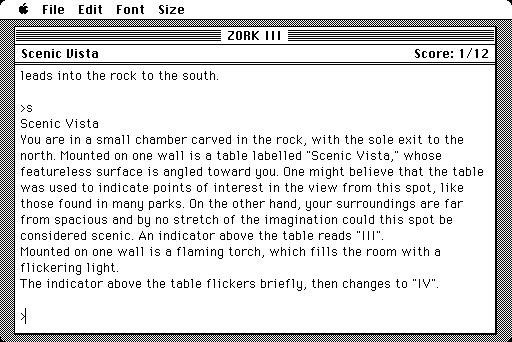 File Edit Font Size
ZORK III
Scenic Vista Score: 1/12
leads into the rock to the south.
>s
Scenic Vista
You are in a small chamber carved in the rock, with the sole exit to the
north. Mounted on one wall is a table labelled "Scenic Vista," whose
featureless surface is angled toward you. One might believe that the table
was used to indicate points of interest in the view from this spot, like
those found in many parks. On the other hand, your surroundings are far
from spacious and by no stretch of the imagination could this spot be
considered scenic. An indicator above the table reads "III".
Mounted on one wall is a flaming torch, which fills the room with a
flickering light.
The indicator above the table flickers briefly, then changes to "IV".
>